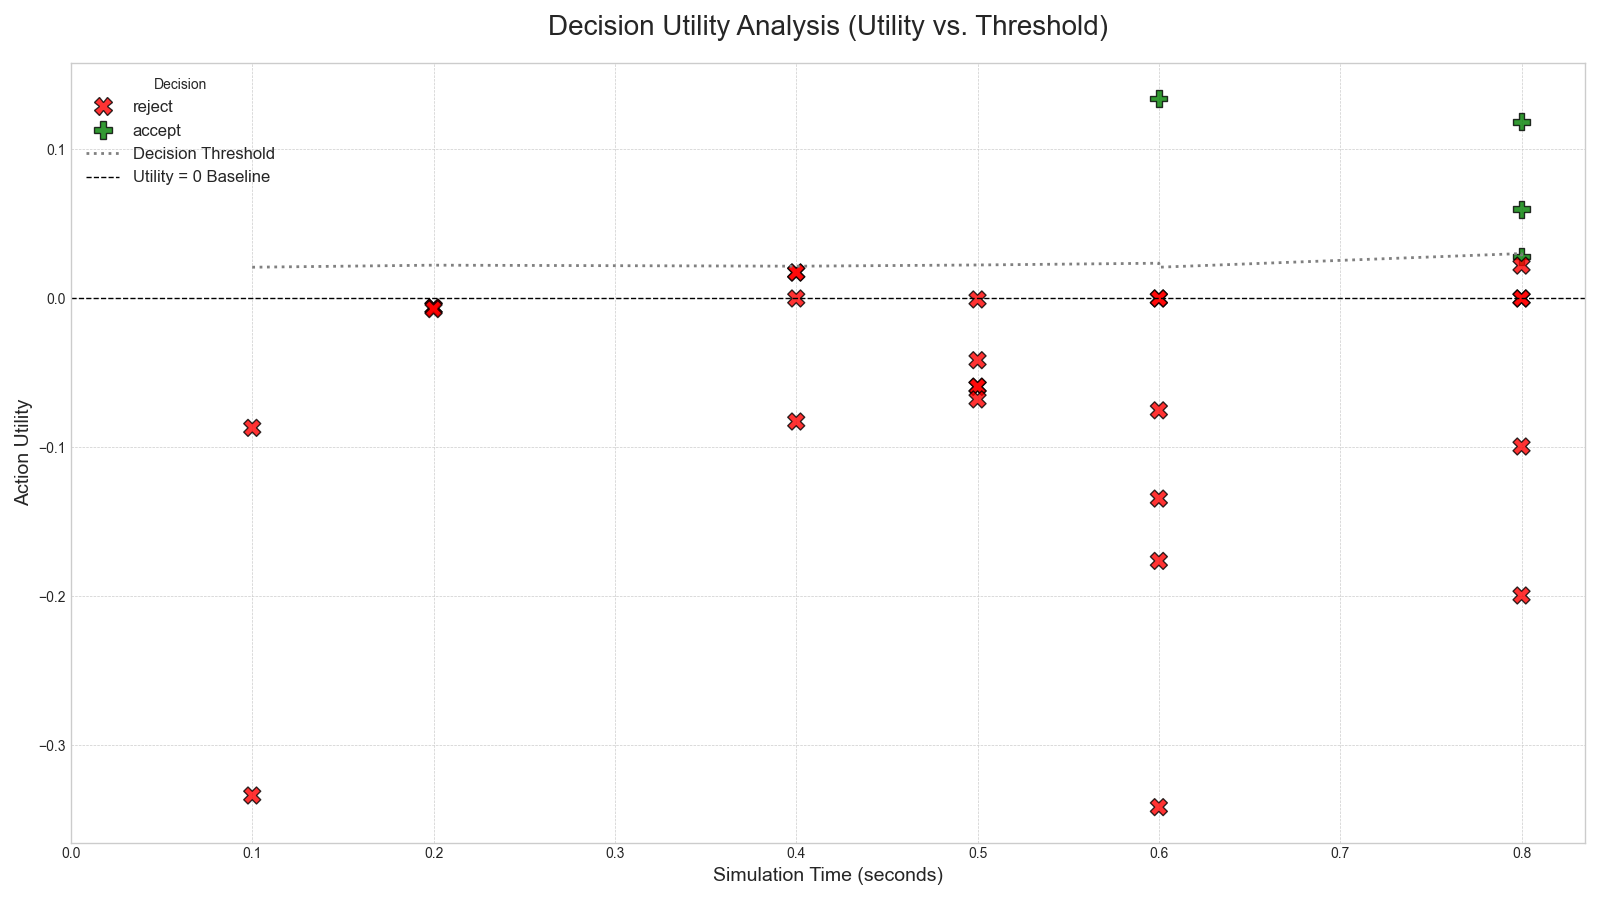 Decision Utility Analysis (Utility vs. Threshold)
Decision
reject
accept
Decision Threshold
Utility = 0 Baseline
Action Utility
0.1
0.0
−0.1
−0.2
−0.3
0.0 0.1 0.2 0.3 0.4 0.5 0.6 0.7 0.8
Simulation Time (seconds)